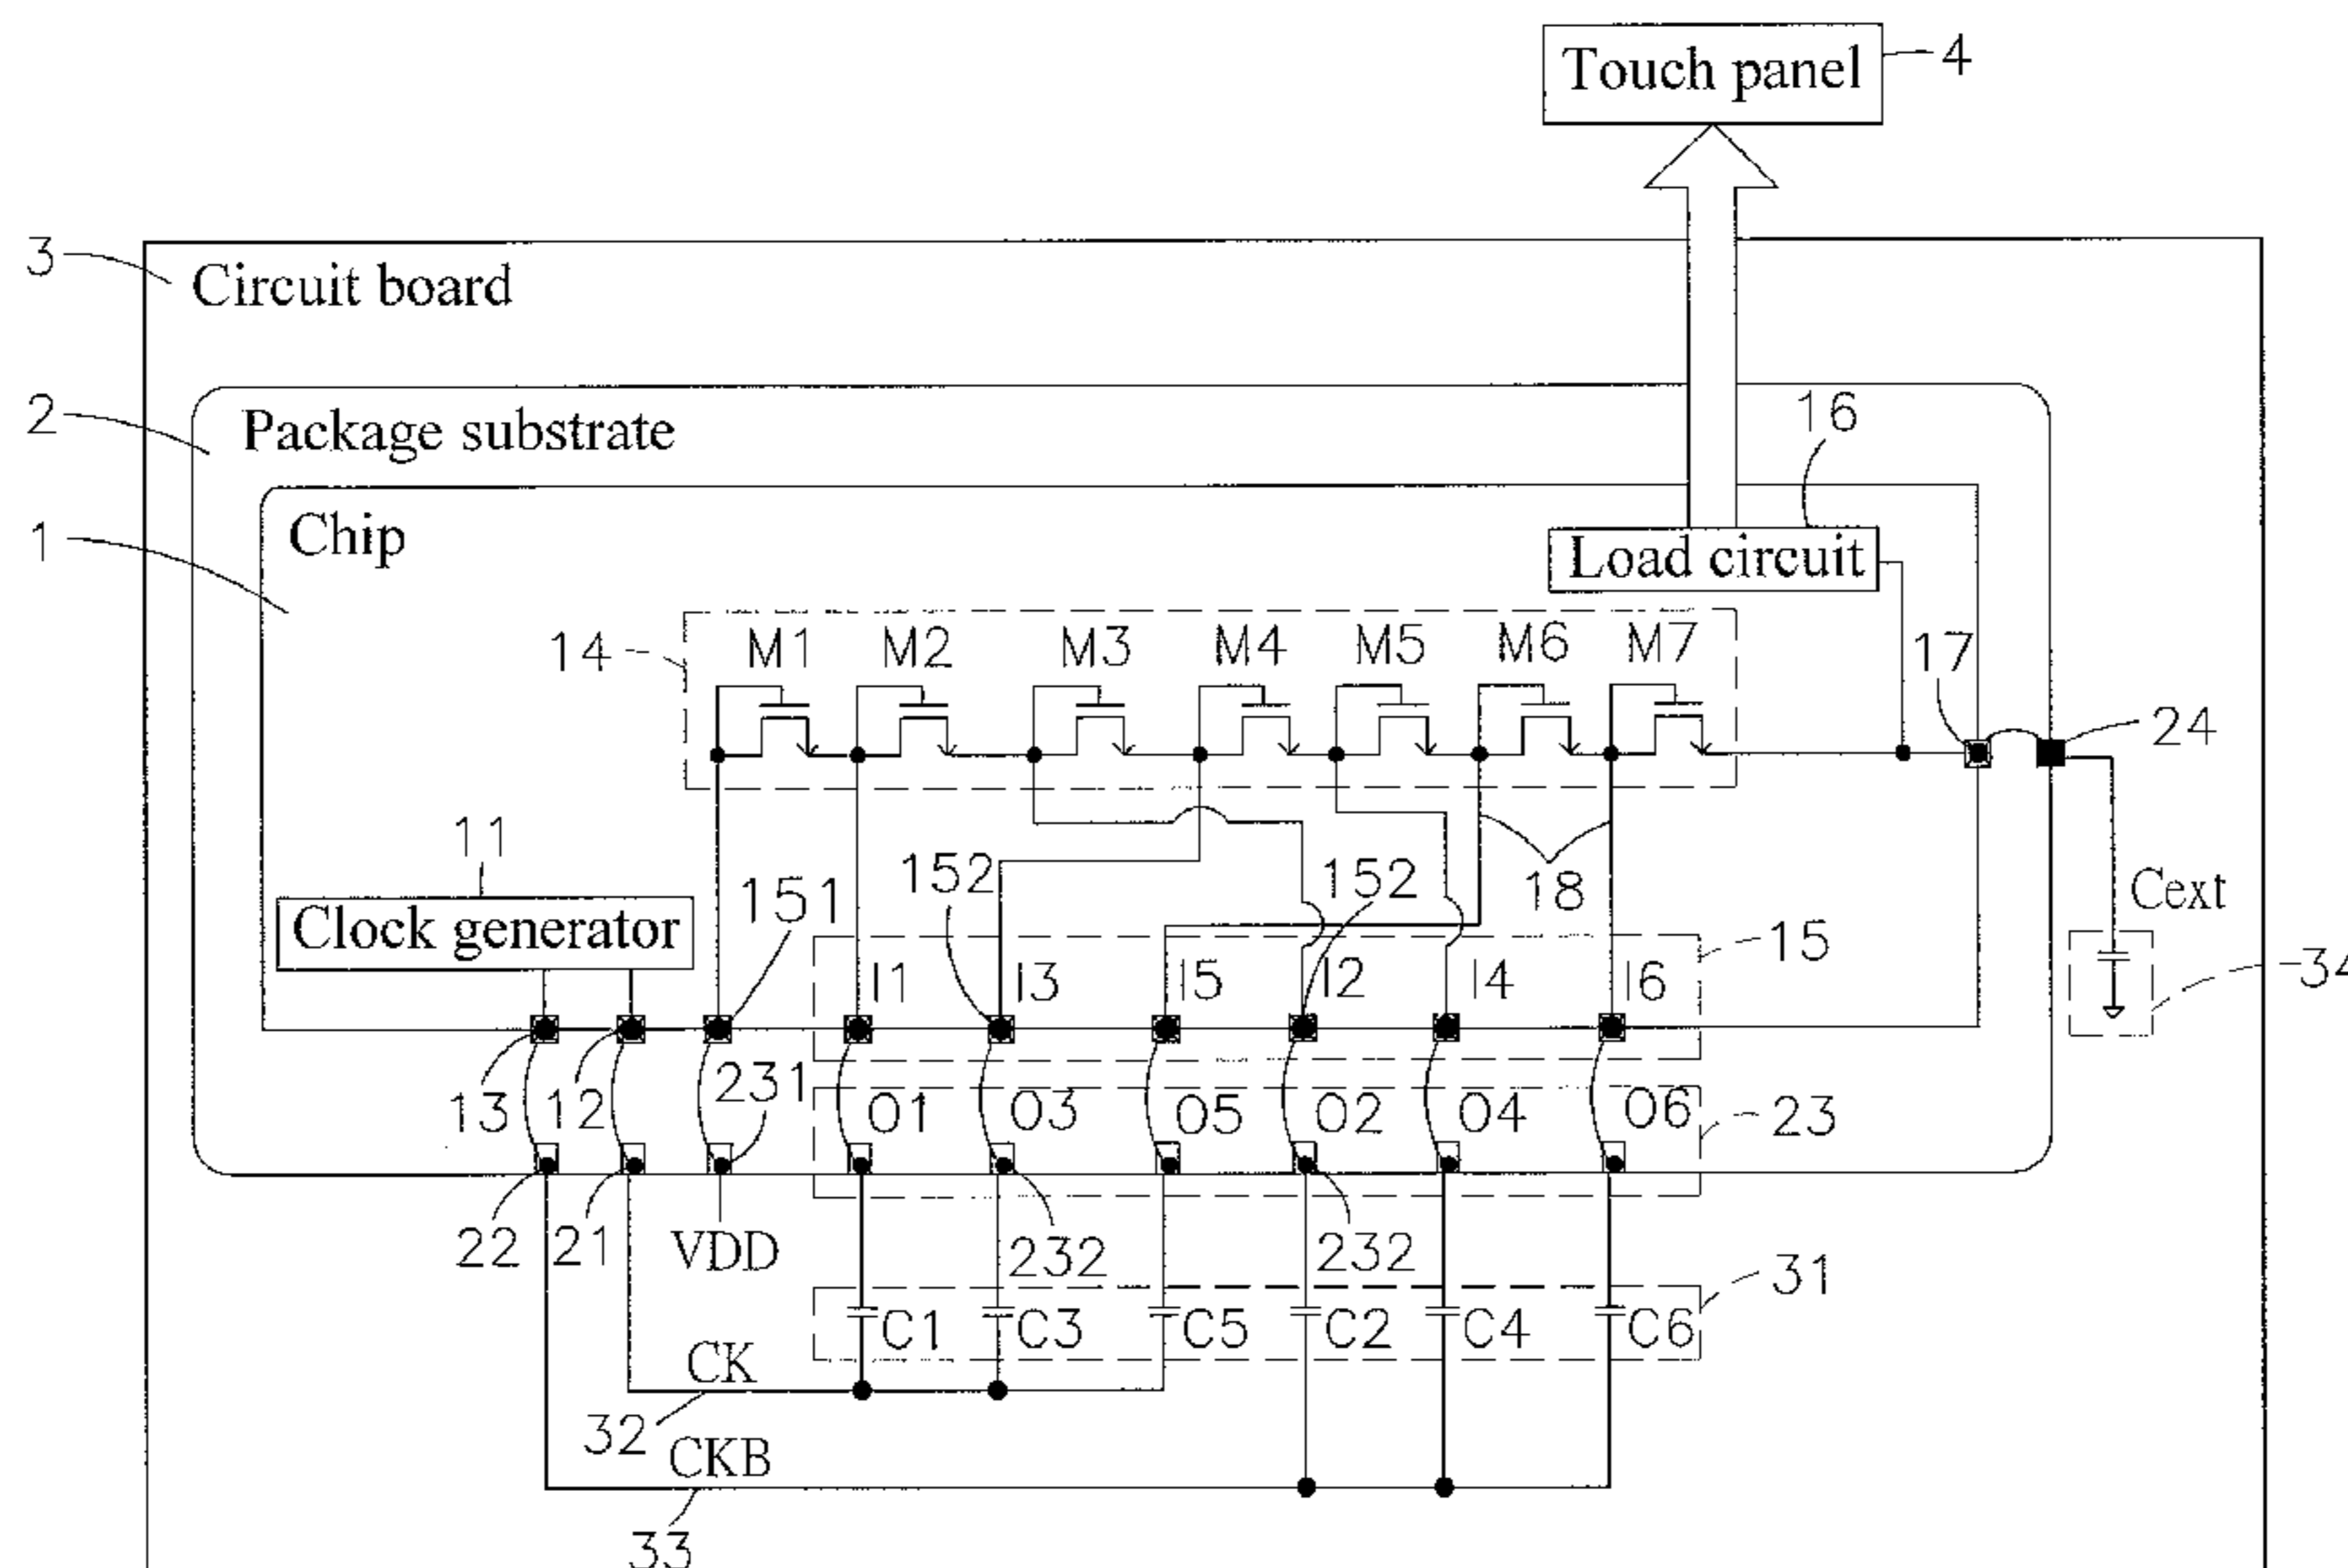 Touch panel 4
3 Circuit board
2 Package substrate 16
1 Chip
Load circuit
14 M1 M2 M3 M4 M5 M6 M7 17
24
11 152 152 18 Cext
Clock generator 151
15
I1 I3 I5 I2 I4 I6 34
13 12 231 O1 O3 O5 O2 O4 O6 23
22 21 VDD 232 232
31
C1 C3 C5 C2 C4 C6
CK
32
CKB
33